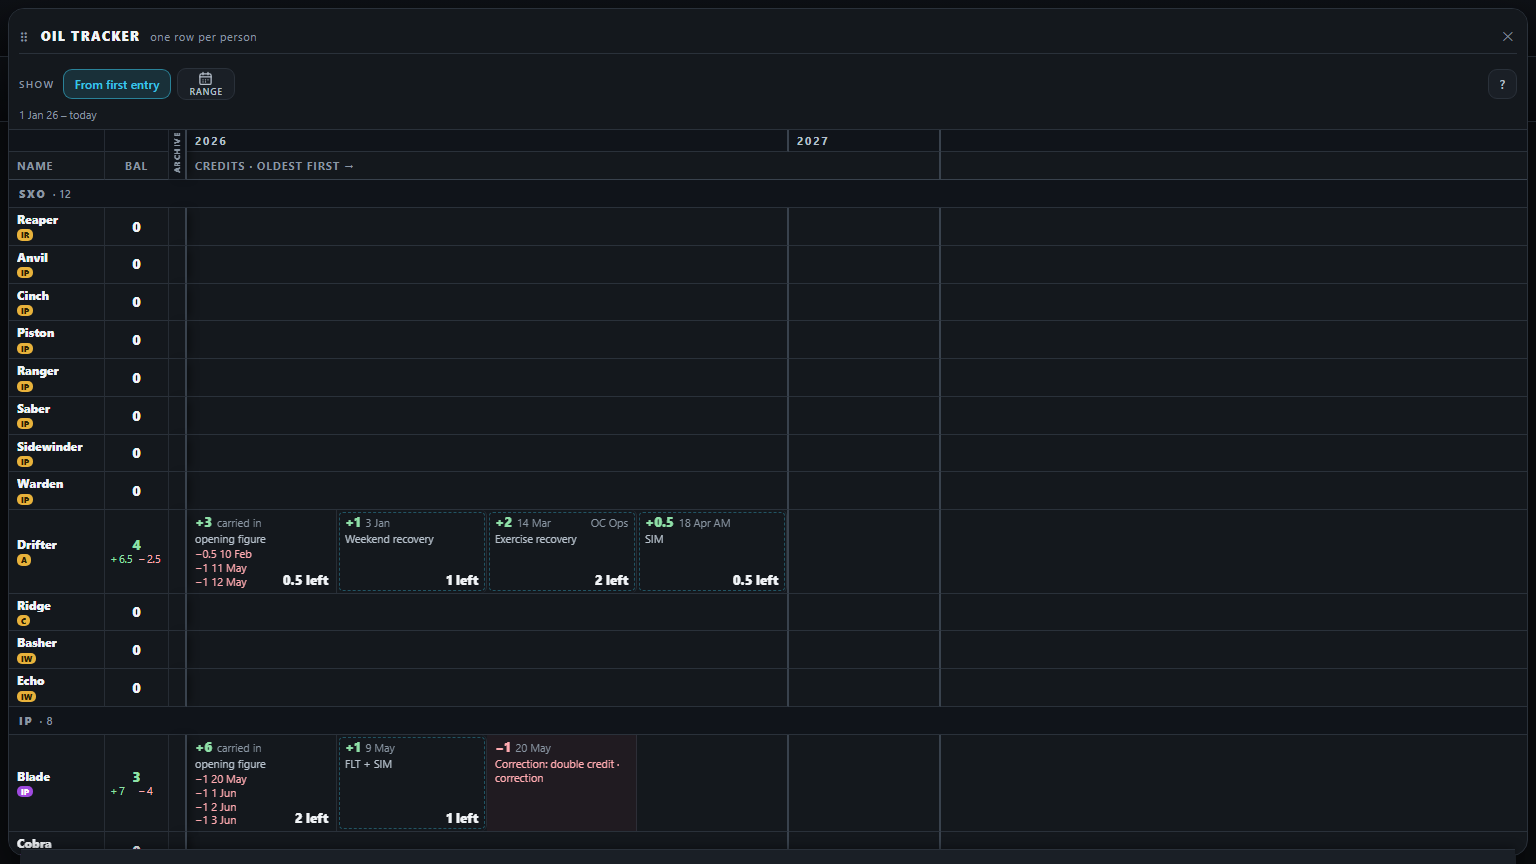 OIL TRACKER one row per person
SHOW From first entry RANGE ?
1 Jan 26 – today
ARCHIVE
2026 2027
NAME BAL CREDITS · OLDEST FIRST →
SXO · 12
Reaper 0
IR
Anvil 0
IP
Cinch 0
IP
Piston 0
IP
Ranger 0
IP
Saber 0
IP
Sidewinder 0
IP
Warden 0
IP
Drifter
A
4
+6.5 −2.5
+3 carried in
opening figure
−0.5 10 Feb
−1 11 May
−1 12 May
0.5 left
+1 3 Jan
Weekend recovery
1 left
+2 14 Mar OC Ops
Exercise recovery
2 left
+0.5 18 Apr AM
SIM
0.5 left
Ridge 0
C
Basher 0
IW
Echo 0
IW
IP · 8
Blade
IP
3
+7 −4
+6 carried in
opening figure
−1 20 May
−1 1 Jun
−1 2 Jun
−1 3 Jun
2 left
+1 9 May
FLT + SIM
1 left
−1 20 May
Correction: double credit ·
correction
Cobra